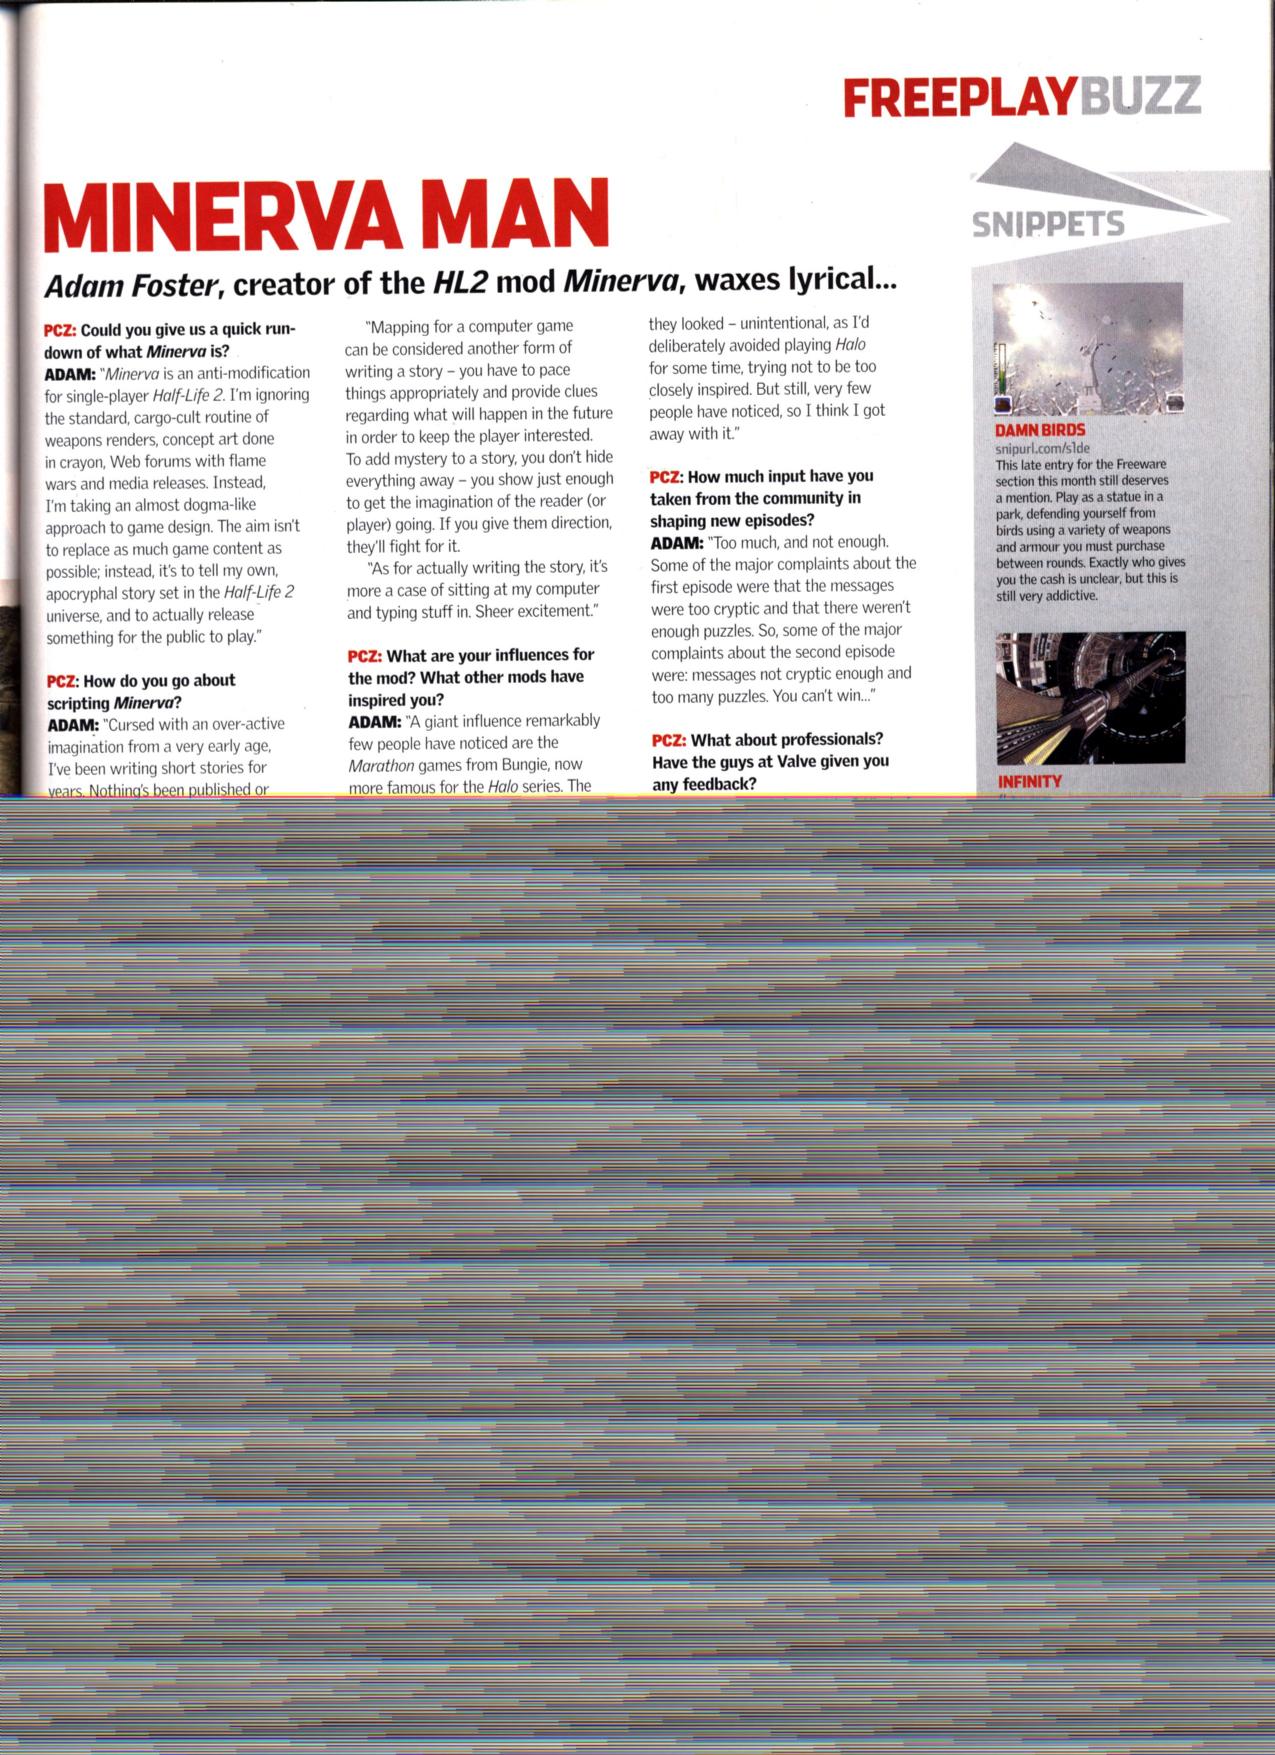 FREEPLAYBUZZ
MINERVA MAN
Adam Foster, creator of the HL2 mod Minerva, waxes lyrical...
PCZ: Could you give us a quick run-
down of what Minerva is?
ADAM: "Minerva is an anti-modification
for single-player Half-Life 2. I'm ignoring
the standard, cargo-cult routine of
weapons renders, concept art done
in crayon, Web forums with flame
wars and media releases. Instead,
I'm taking an almost dogma-like
approach to game design. The aim isn't
to replace as much game content as
possible; instead, it's to tell my own,
apocryphal story set in the Half-Life 2
universe, and to actually release
something for the public to play."
PCZ: How do you go about
scripting Minerva?
ADAM: "Cursed with an over-active
imagination from a very early age,
I've been writing short stories for
years. Nothing's been published or
"Mapping for a computer game
can be considered another form of
writing a story – you have to pace
things appropriately and provide clues
regarding what will happen in the future
in order to keep the player interested.
To add mystery to a story, you don't hide
everything away – you show just enough
to get the imagination of the reader (or
player) going. If you give them direction,
they'll fight for it.
"As for actually writing the story, it's
more a case of sitting at my computer
and typing stuff in. Sheer excitement."
PCZ: What are your influences for
the mod? What other mods have
inspired you?
ADAM: "A giant influence remarkably
few people have noticed are the
Marathon games from Bungie, now
more famous for the Halo series. The
they looked – unintentional, as I'd
deliberately avoided playing Halo
for some time, trying not to be too
closely inspired. But still, very few
people have noticed, so I think I got
away with it."
PCZ: How much input have you
taken from the community in
shaping new episodes?
ADAM: "Too much, and not enough.
Some of the major complaints about the
first episode were that the messages
were too cryptic and that there weren't
enough puzzles. So, some of the major
complaints about the second episode
were: messages not cryptic enough and
too many puzzles. You can't win..."
PCZ: What about professionals?
Have the guys at Valve given you
any feedback?
SNIPPETS
DAMN BIRDS
snipurl.com/s1de
This late entry for the Freeware
section this month still deserves
a mention. Play as a statue in a
park, defending yourself from
birds using a variety of weapons
and armour you must purchase
between rounds. Exactly who gives
you the cash is unclear, but this is
still very addictive.
INFINITY